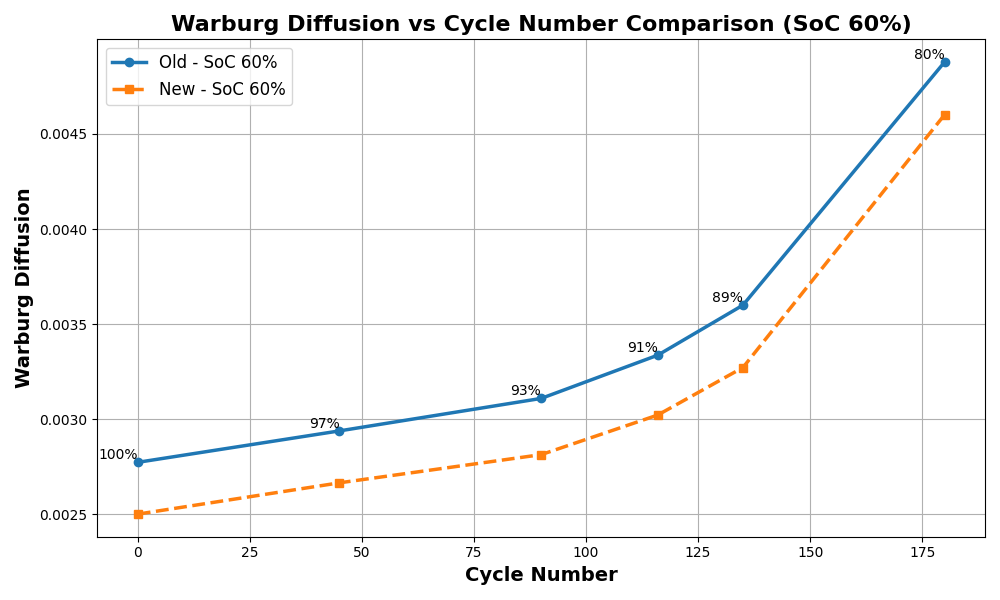 Warburg Diffusion vs Cycle Number Comparison (SoC 60%)
Old - SoC 60%
New - SoC 60%
80%
0.0045
0.0040
0.0035
0.0030
0.0025
89%
91%
93%
97%
100%
Warburg Diffusion
0 25 50 75 100 125 150 175
Cycle Number